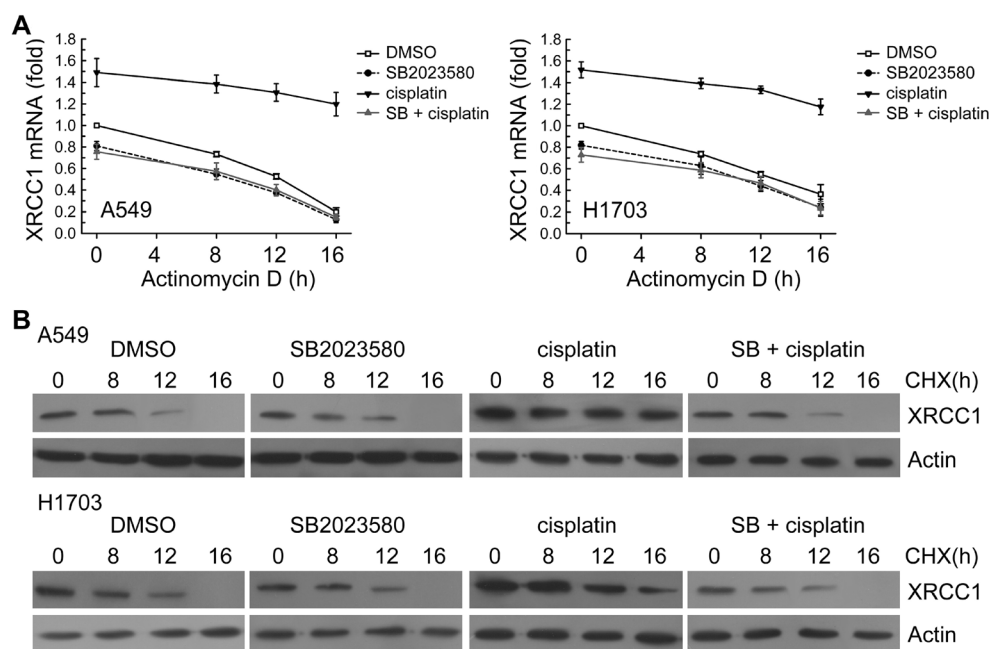 A
XRCC1 mRNA (fold)
1.8
1.6
1.4
1.2
1.0
0.8
0.6
0.4
0.2
0.0
0 4 8 12 16
Actinomycin D (h)
A549
DMSO
SB2023580
cisplatin
SB + cisplatin
XRCC1 mRNA (fold)
1.8
1.6
1.4
1.2
1.0
0.8
0.6
0.4
0.2
0.0
0 4 8 12 16
Actinomycin D (h)
H1703
DMSO
SB2023580
cisplatin
SB + cisplatin
B
A549
DMSO SB2023580 cisplatin SB + cisplatin
0 8 12 16 0 8 12 16 0 8 12 16 0 8 12 16 CHX(h)
XRCC1
Actin
H1703
DMSO SB2023580 cisplatin SB + cisplatin
0 8 12 16 0 8 12 16 0 8 12 16 0 8 12 16 CHX(h)
XRCC1
Actin